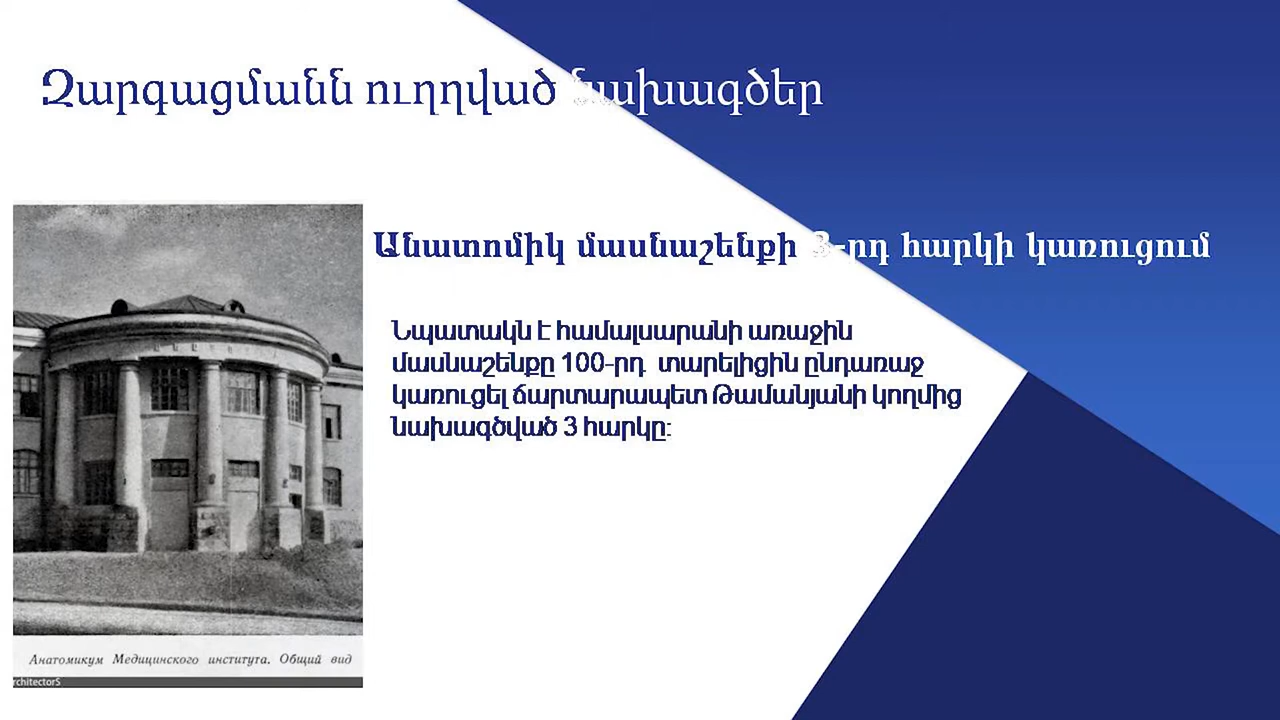 Զարգացմանն ուղղված նախագծեր
Անատոմիկ մասնաշենքի 3-րդ հարկի կառուցում
Նպատակն է համալսարանի առաջին
մասնաշենքը 100-րդ տարելիցին ընդառաջ
կառուցել ճարտարապետ Թամանյանի կողմից
նախագծված 3 հարկը:
Анатомикум Медицинского института. Общий вид
rchitectorS